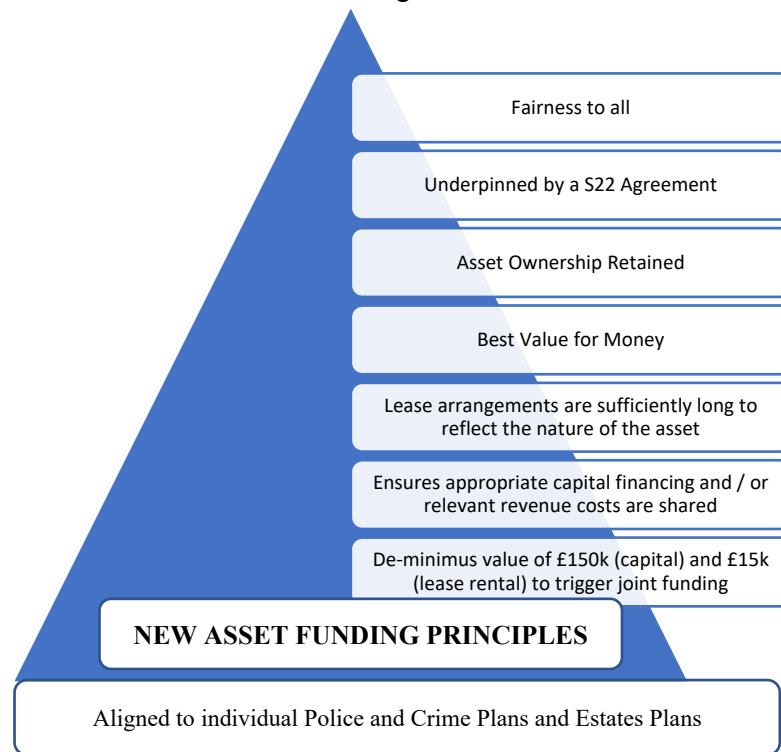 Fairness to all
Underpinned by a S22 Agreement
Asset Ownership Retained
Best Value for Money
Lease arrangements are sufficiently long to
reflect the nature of the asset
Ensures appropriate capital financing and / or
relevant revenue costs are shared
De-minimus value of £150k (capital) and £15k
(lease rental) to trigger joint funding
NEW ASSET FUNDING PRINCIPLES
Aligned to individual Police and Crime Plans and Estates Plans